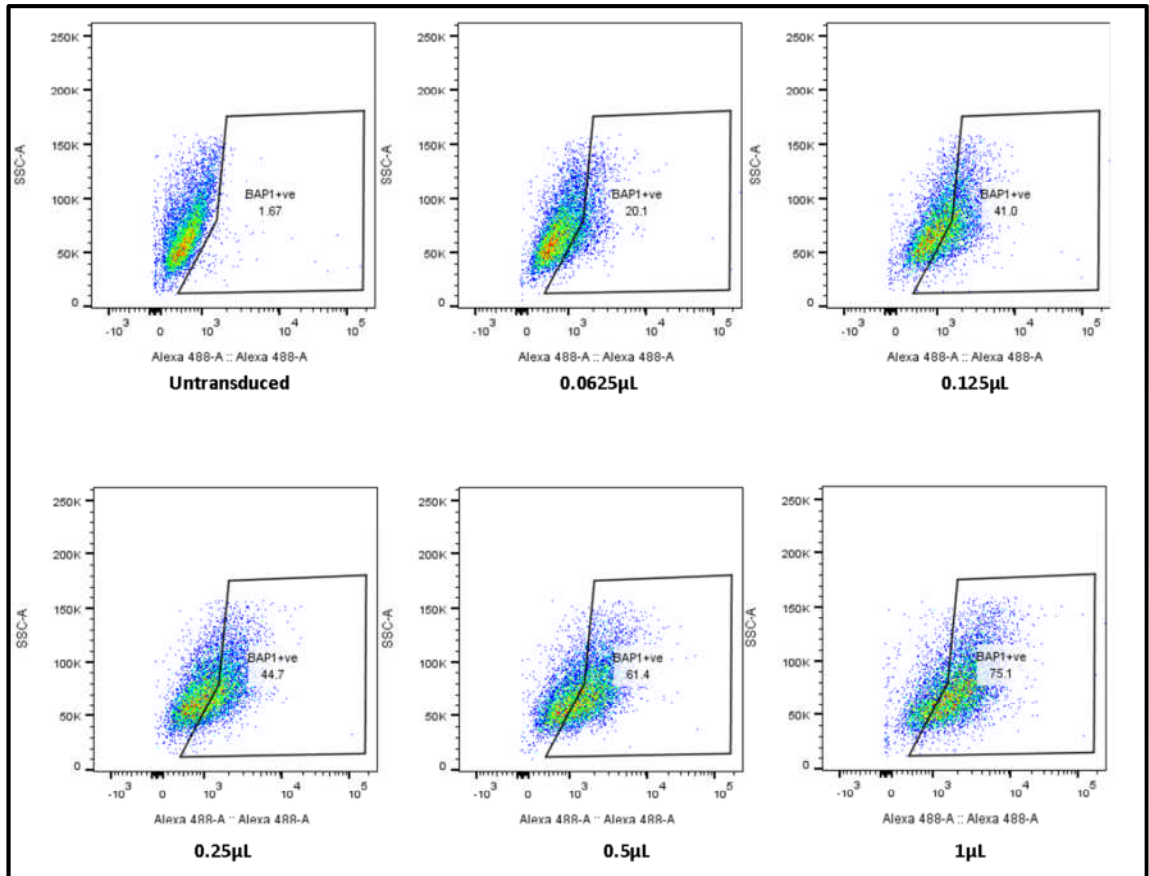 250K
200K
150K
100K
50K
0
SSC-A
BAP1+ve
1.67
-10³ 0 10³ 10⁴ 10⁵
Alexa 488-A :: Alexa 488-A
Untransduced
250K
200K
150K
100K
50K
0
SSC-A
BAP1+ve
20.1
-10³ 0 10³ 10⁴ 10⁵
Alexa 488-A :: Alexa 488-A
0.0625µL
250K
200K
150K
100K
50K
0
SSC-A
BAP1+ve
41.0
-10³ 0 10³ 10⁴ 10⁵
Alexa 488-A :: Alexa 488-A
0.125µL
250K
200K
150K
100K
50K
0
SSC-A
BAP1+ve
44.7
-10³ 0 10³ 10⁴ 10⁵
Alexa 488-A :: Alexa 488-A
0.25µL
250K
200K
150K
100K
50K
0
SSC-A
BAP1+ve
61.4
-10³ 0 10³ 10⁴ 10⁵
Alexa 488-A :: Alexa 488-A
0.5µL
250K
200K
150K
100K
50K
0
SSC-A
BAP1+ve
75.1
-10³ 0 10³ 10⁴ 10⁵
Alexa 488-A :: Alexa 488-A
1µL